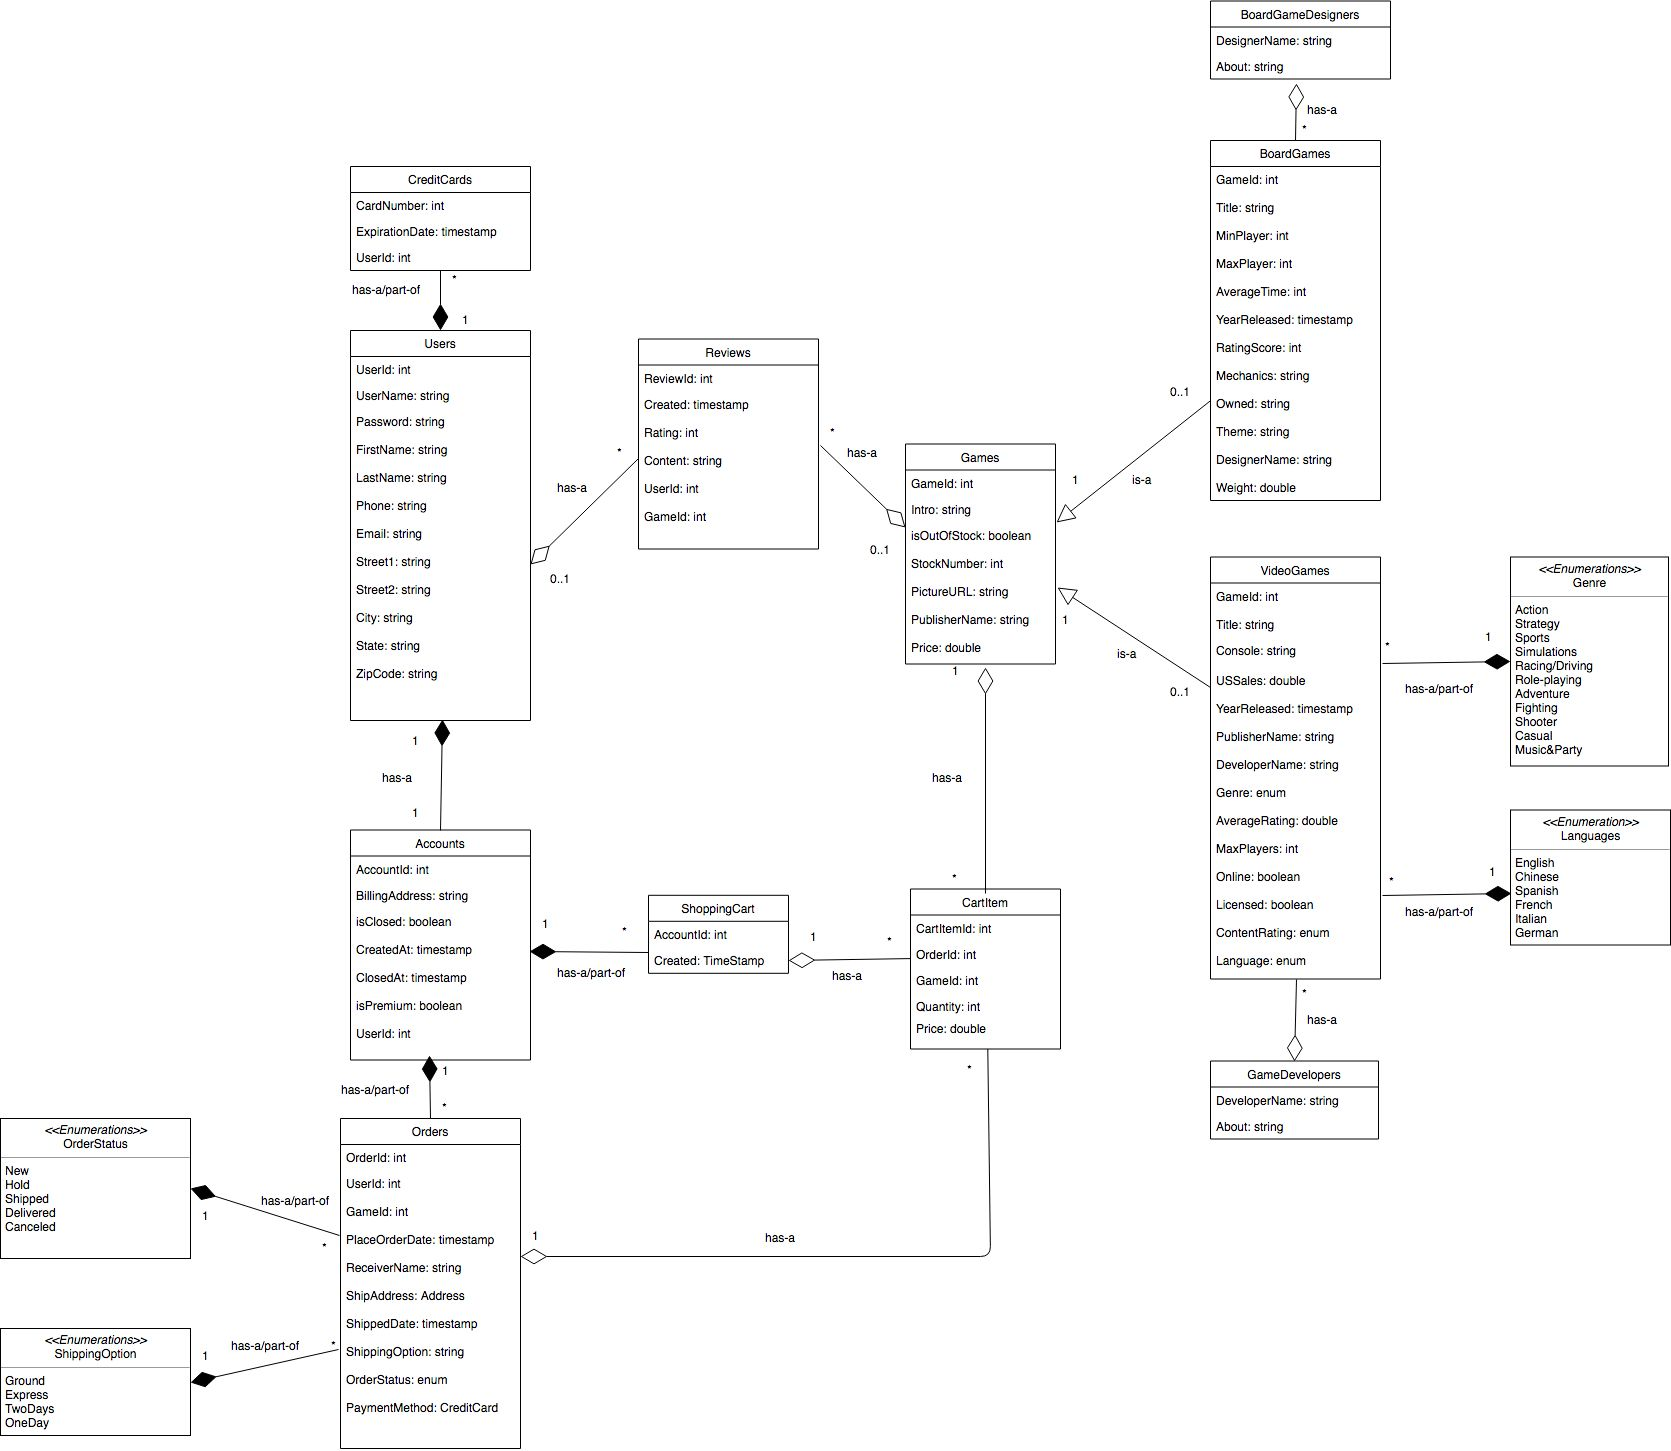 BoardGameDesigners
DesignerName: string
About: string
has-a
*
BoardGames
GameId: int
Title: string
MinPlayer: int
MaxPlayer: int
AverageTime: int
YearReleased: timestamp
RatingScore: int
Mechanics: string
Owned: string
Theme: string
DesignerName: string
Weight: double
CreditCards
CardNumber: int
ExpirationDate: timestamp
UserId: int
*
has-a/part-of
1
Users
UserId: int
UserName: string
Password: string
FirstName: string
LastName: string
Phone: string
Email: string
Street1: string
Street2: string
City: string
State: string
ZipCode: string
*
has-a
0..1
Reviews
ReviewId: int
Created: timestamp
Rating: int
Content: string
UserId: int
GameId: int
*
has-a
0..1
Games
GameId: int
Intro: string
isOutOfStock: boolean
StockNumber: int
PictureURL: string
PublisherName: string
Price: double
0..1
1
is-a
1
is-a
0..1
VideoGames
GameId: int
Title: string
Console: string
USSales: double
YearReleased: timestamp
PublisherName: string
DeveloperName: string
Genre: enum
AverageRating: double
MaxPlayers: int
Online: boolean
Licensed: boolean
ContentRating: enum
Language: enum
*
1
has-a/part-of
<<Enumerations>>
Genre
Action
Strategy
Sports
Simulations
Racing/Driving
Role-playing
Adventure
Fighting
Shooter
Casual
Music&Party
*
1
has-a/part-of
<<Enumeration>>
Languages
English
Chinese
Spanish
French
Italian
German
*
has-a
GameDevelopers
DeveloperName: string
About: string
1
has-a
1
Accounts
AccountId: int
BillingAddress: string
isClosed: boolean
CreatedAt: timestamp
ClosedAt: timestamp
isPremium: boolean
UserId: int
1
*
has-a/part-of
ShoppingCart
AccountId: int
Created: TimeStamp
1
*
has-a
1
has-a
*
CartItem
CartItemId: int
OrderId: int
GameId: int
Quantity: int
Price: double
*
1
has-a/part-of
*
Orders
OrderId: int
UserId: int
GameId: int
PlaceOrderDate: timestamp
ReceiverName: string
ShipAddress: Address
ShippedDate: timestamp
ShippingOption: string
OrderStatus: enum
PaymentMethod: CreditCard
1
has-a
<<Enumerations>>
OrderStatus
New
Hold
Shipped
Delivered
Canceled
has-a/part-of
1
*
<<Enumerations>>
ShippingOption
Ground
Express
TwoDays
OneDay
has-a/part-of
1
*